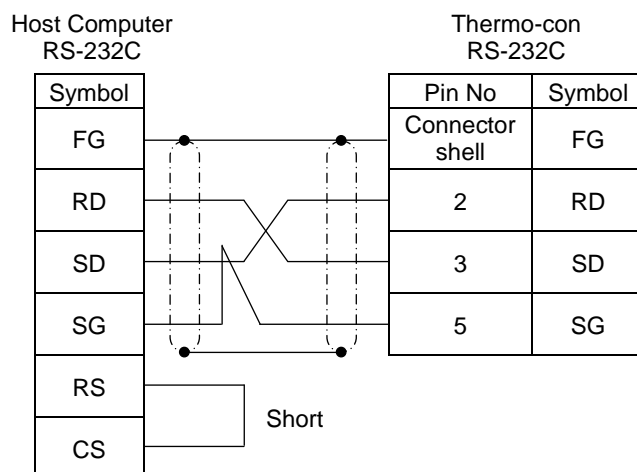 Host Computer
RS-232C
Thermo-con
RS-232C
Symbol
Pin No Symbol
FG
Connector
shell
FG
RD
2 RD
SD
3 SD
SG
5 SG
RS
Short
CS